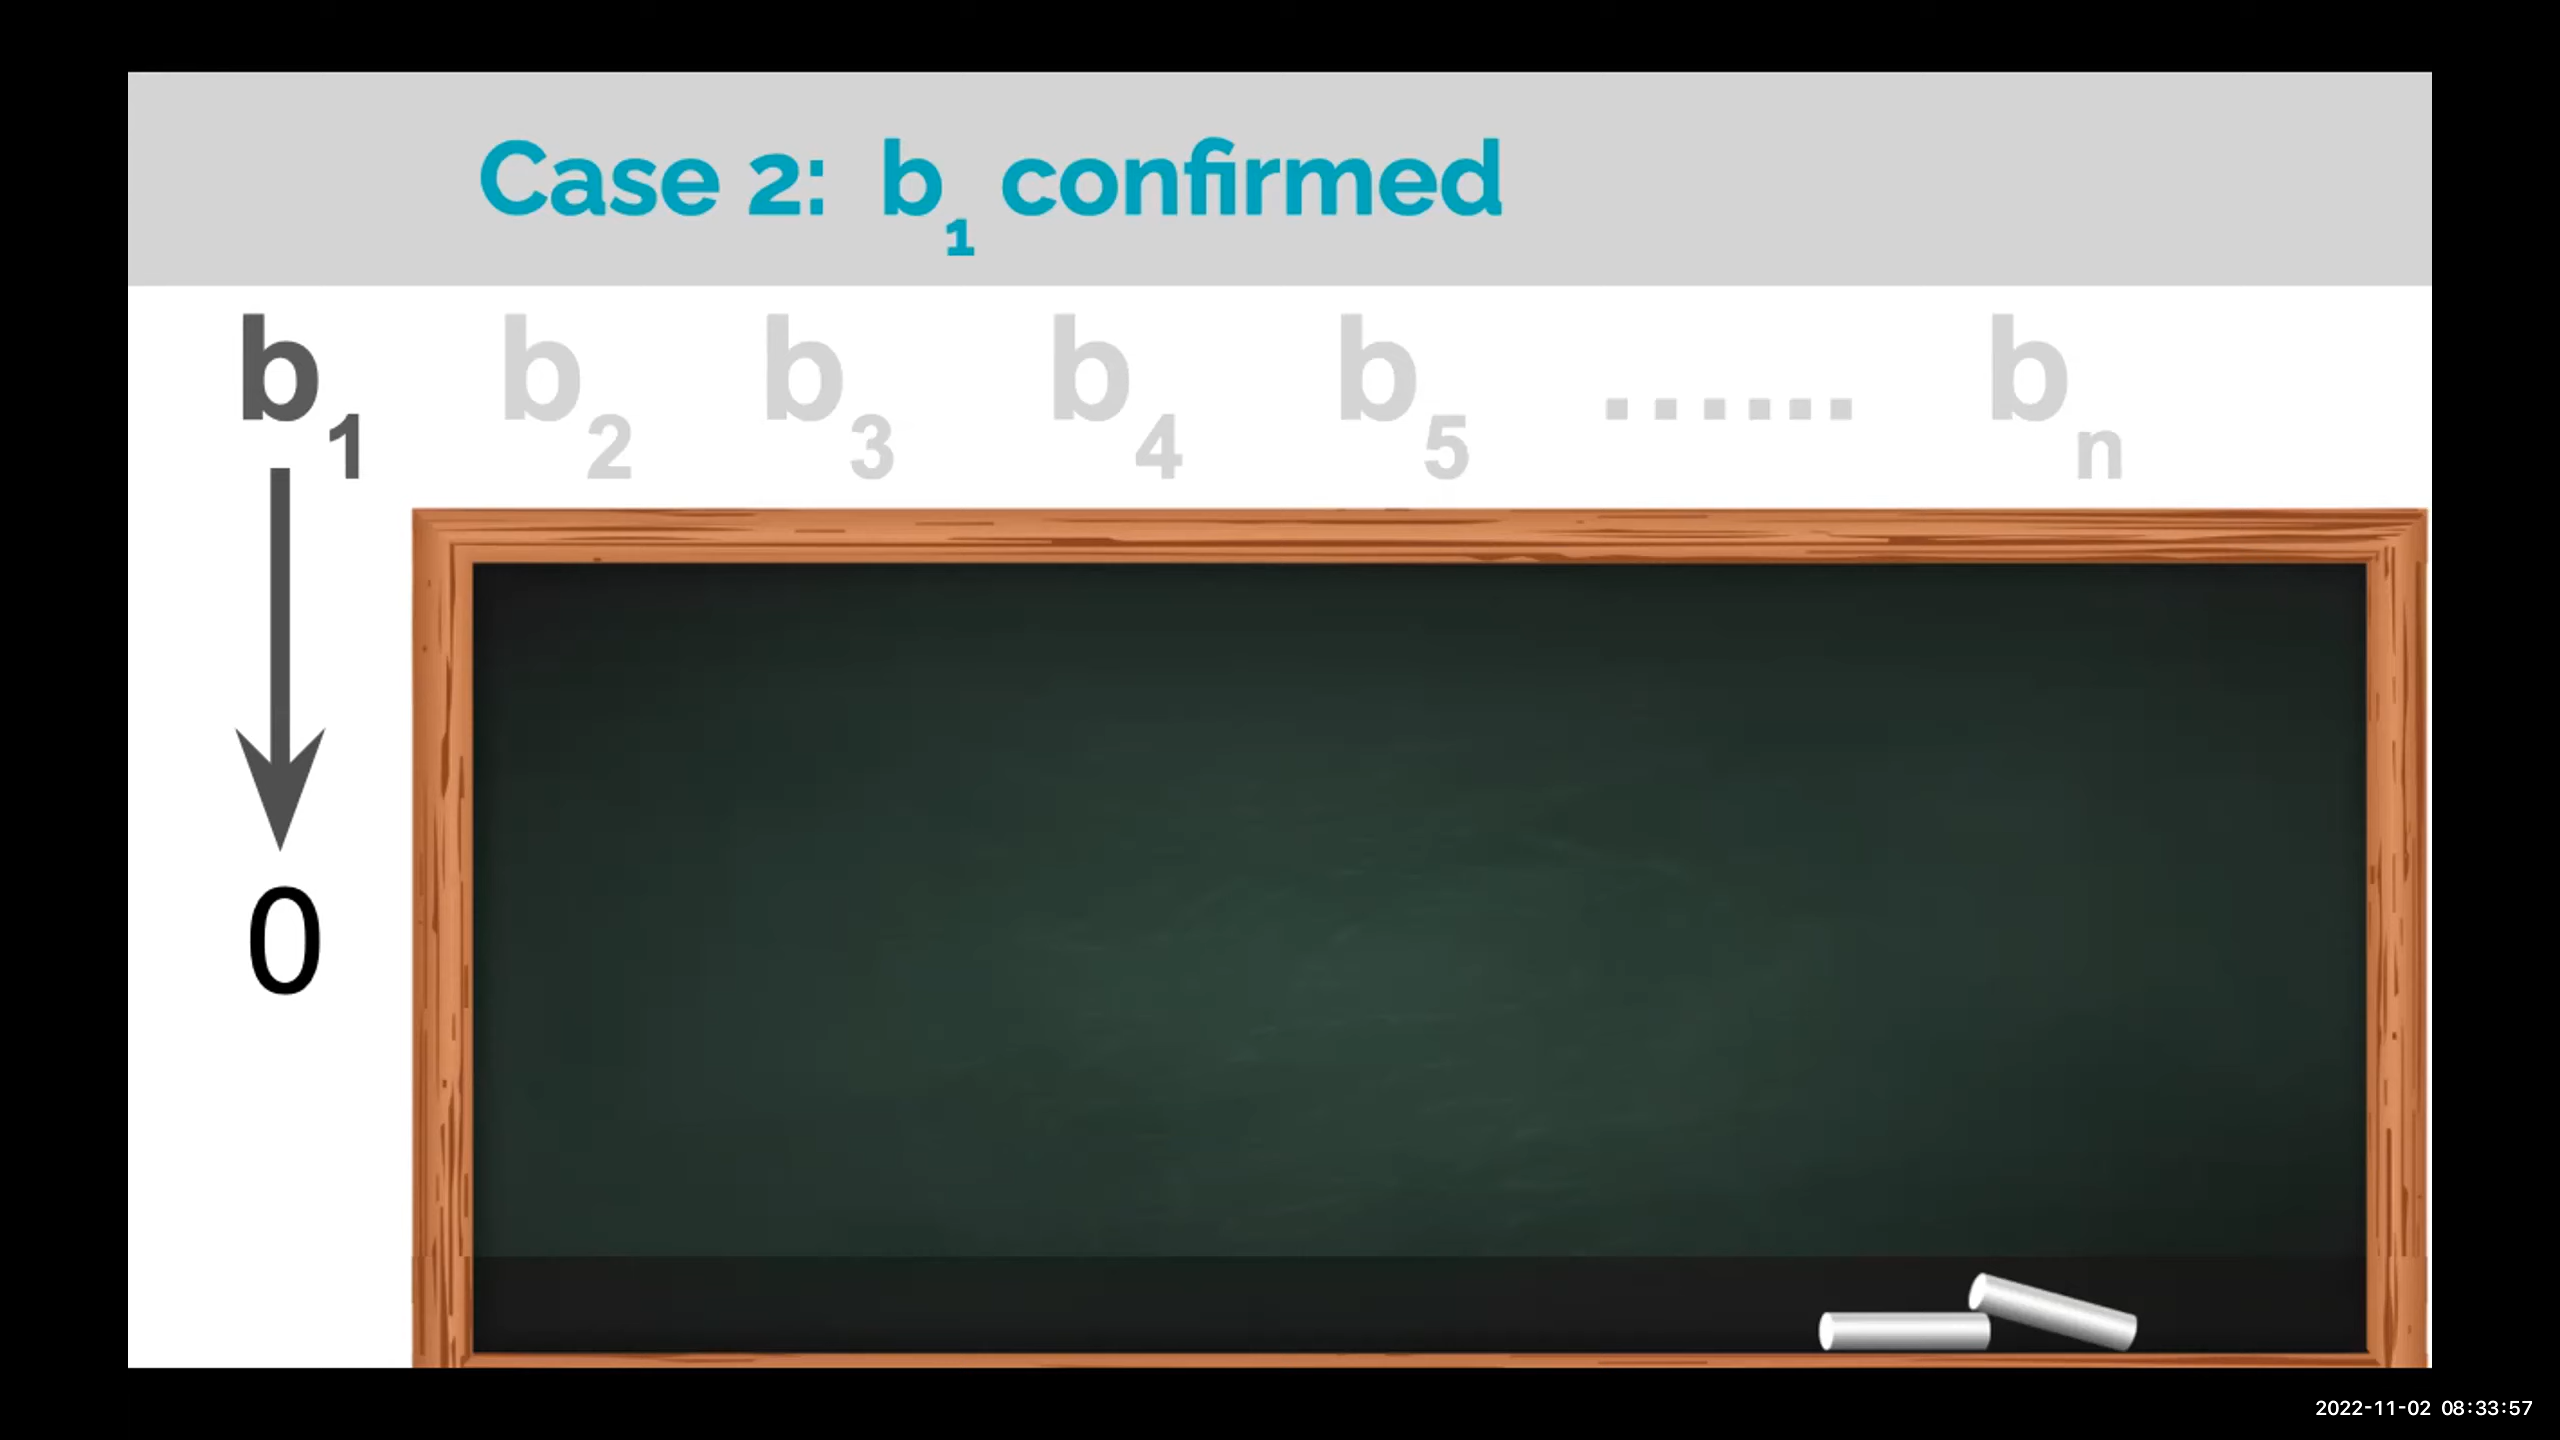 Case 2: b₁ confirmed
b₁ b₂ b₃ b₄ b₅ ...... bₙ
0
2022-11-02 08:33:57